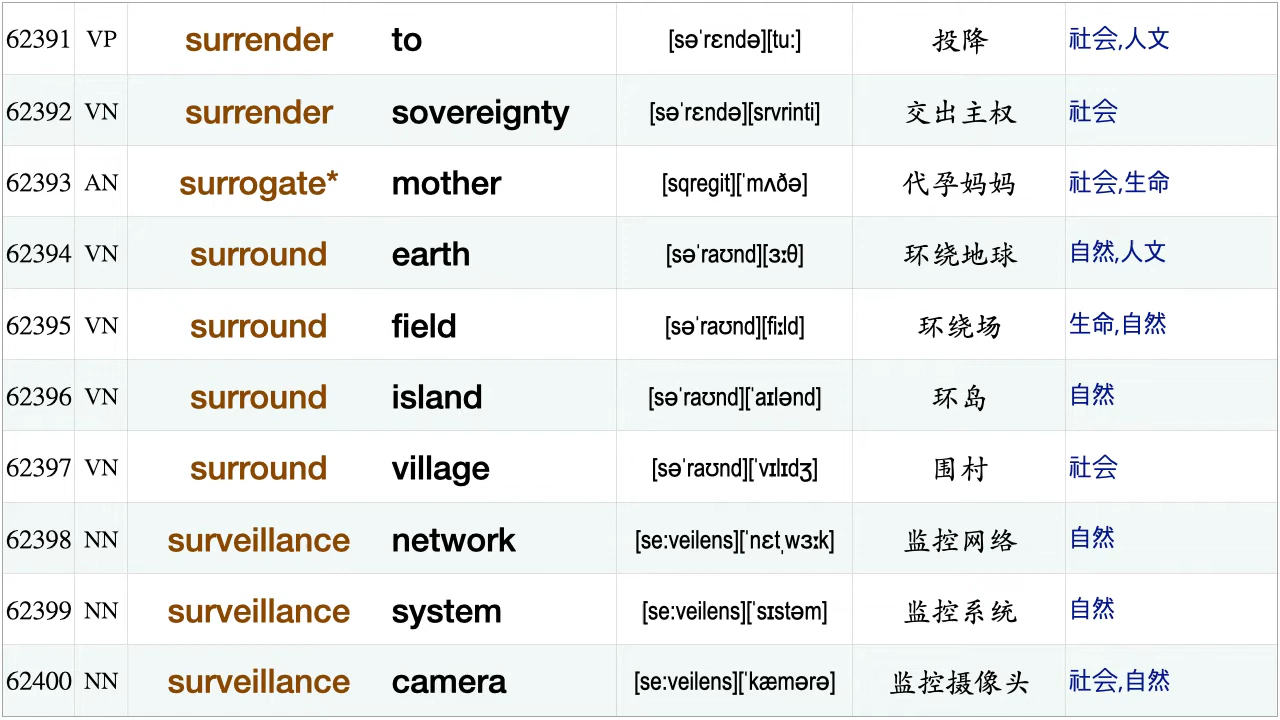 62391 VP surrender to [səˈrɛndə][tu:] 投降 社会,人文
62392 VN surrender sovereignty [səˈrɛndə][srvrinti] 交出主权 社会
62393 AN surrogate* mother [sqregit][ˈmʌðə] 代孕妈妈 社会,生命
62394 VN surround earth [səˈraʊnd][ɜːθ] 环绕地球 自然,人文
62395 VN surround field [səˈraʊnd][fiːld] 环绕场 生命,自然
62396 VN surround island [səˈraʊnd][ˈaɪlənd] 环岛 自然
62397 VN surround village [səˈraʊnd][ˈvɪlɪdʒ] 围村 社会
62398 NN surveillance network [se:veilens][ˈnɛtˌwɜːk] 监控网络 自然
62399 NN surveillance system [se:veilens][ˈsɪstəm] 监控系统 自然
62400 NN surveillance camera [se:veilens][ˈkæmərə] 监控摄像头 社会,自然